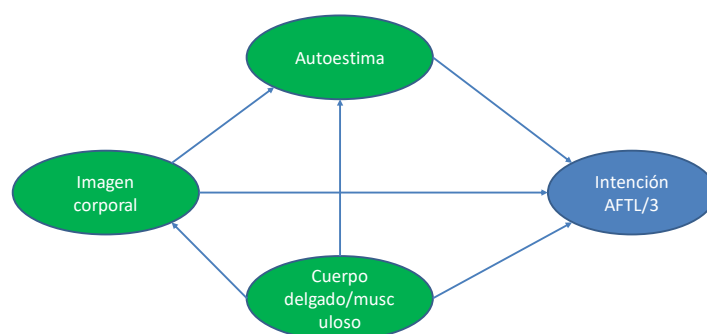 Autoestima
Imagen
corporal
Intención
AFTL/3
Cuerpo
delgado/musc
uloso